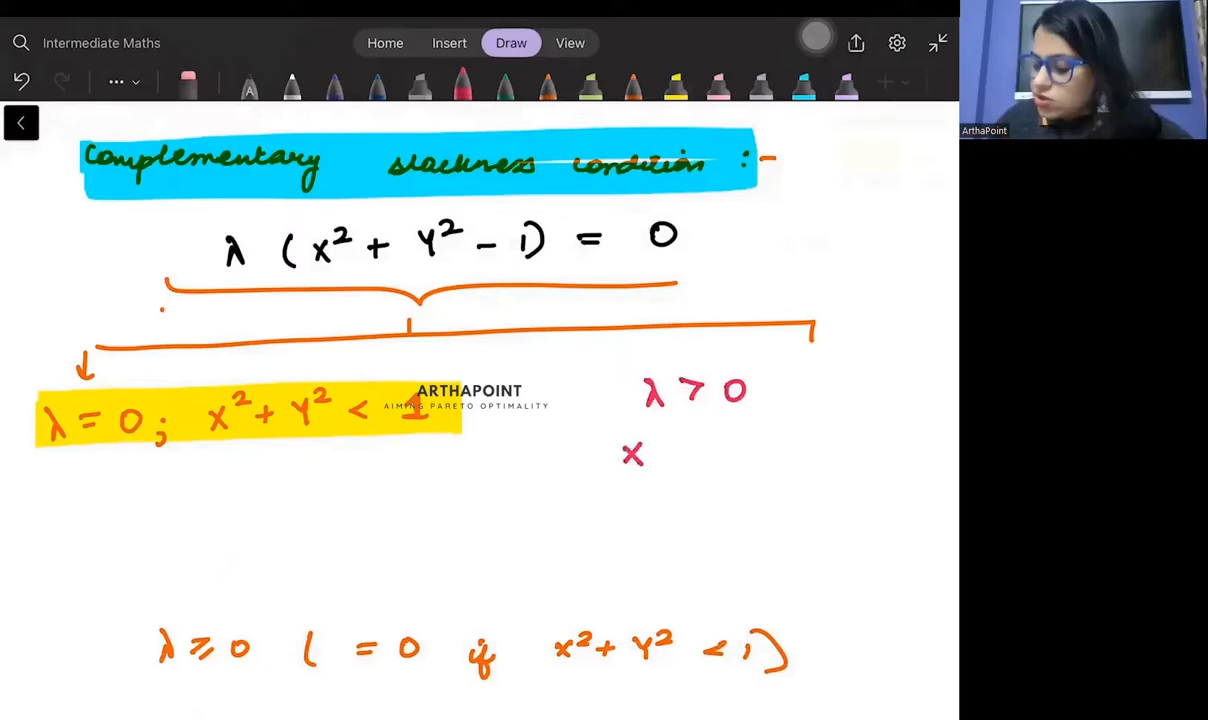 Intermediate Maths
Home Insert Draw View
ArthaPoint
Complementary slackness condition :-
λ (x² + y² - 1) = 0
λ = 0 ; x² + y² < 1
ARTHAPOINT
AIMING PARETO OPTIMALITY
λ > 0
x
λ ≥ 0 ( = 0 if x² + y² < 1)